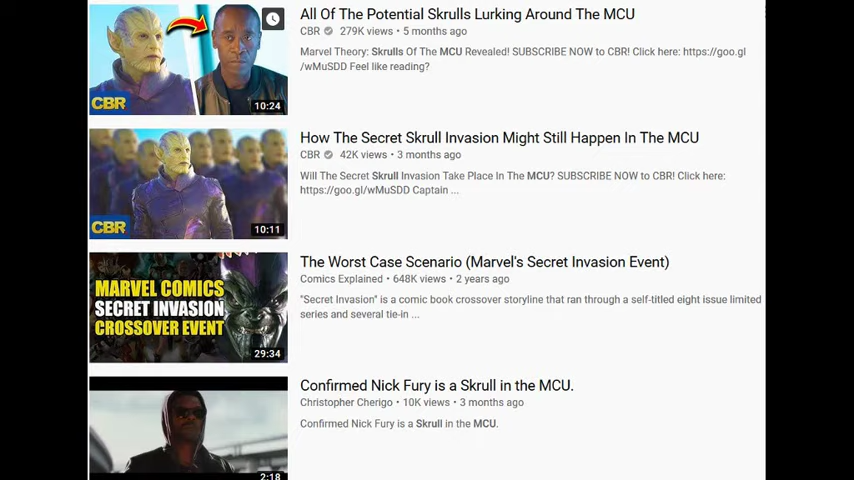 All Of The Potential Skrulls Lurking Around The MCU
CBR 279K views • 5 months ago
Marvel Theory: Skrulls Of The MCU Revealed! SUBSCRIBE NOW to CBR! Click here: https://goo.gl
/wMuSDD Feel like reading?
CBR
10:24
How The Secret Skrull Invasion Might Still Happen In The MCU
CBR 42K views • 3 months ago
Will The Secret Skrull Invasion Take Place In The MCU? SUBSCRIBE NOW to CBR! Click here:
https://goo.gl/wMuSDD Captain ...
CBR
10:11
The Worst Case Scenario (Marvel's Secret Invasion Event)
Comics Explained • 648K views • 2 years ago
"Secret Invasion" is a comic book crossover storyline that ran through a self-titled eight issue limited
series and several tie-in ...
MARVEL COMICS
SECRET INVASION
CROSSOVER EVENT
29:34
Confirmed Nick Fury is a Skrull in the MCU.
Christopher Cherigo • 10K views • 3 months ago
Confirmed Nick Fury is a Skrull in the MCU.
2:18